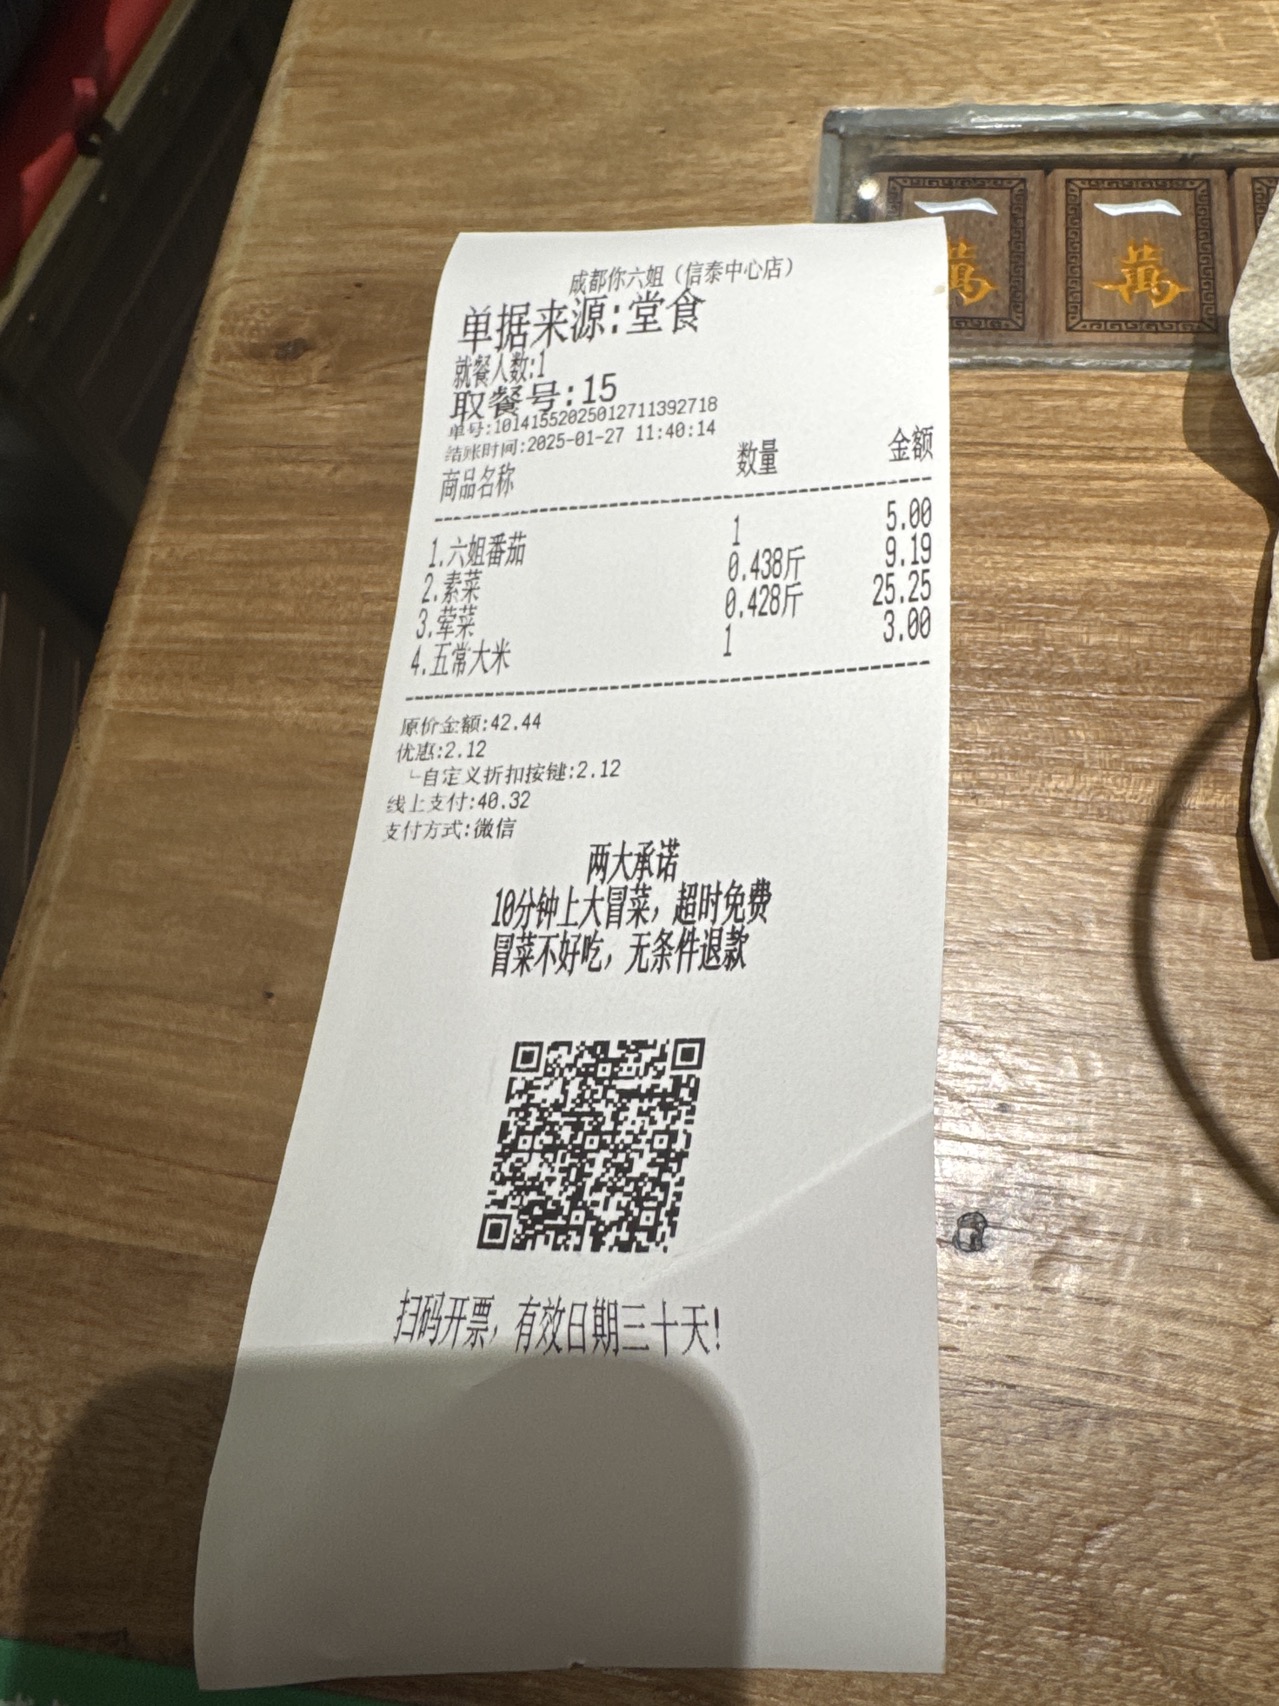 成都你六姐（信泰中心店）
单据来源:堂食
就餐人数:1
取餐号:15
单号:10141552025012711392718
结账时间:2025-01-27 11:40:14
商品名称 数量 金额
1.六姐番茄 1 5.00
2.素菜 0.438斤 9.19
3.荤菜 0.428斤 25.25
4.五常大米 1 3.00
原价金额:42.44
优惠:2.12
└自定义折扣按键:2.12
线上支付:40.32
支付方式:微信
两大承诺
10分钟上大冒菜，超时免费
冒菜不好吃，无条件退款
扫码开票，有效日期三十天!
一 一
萬 萬